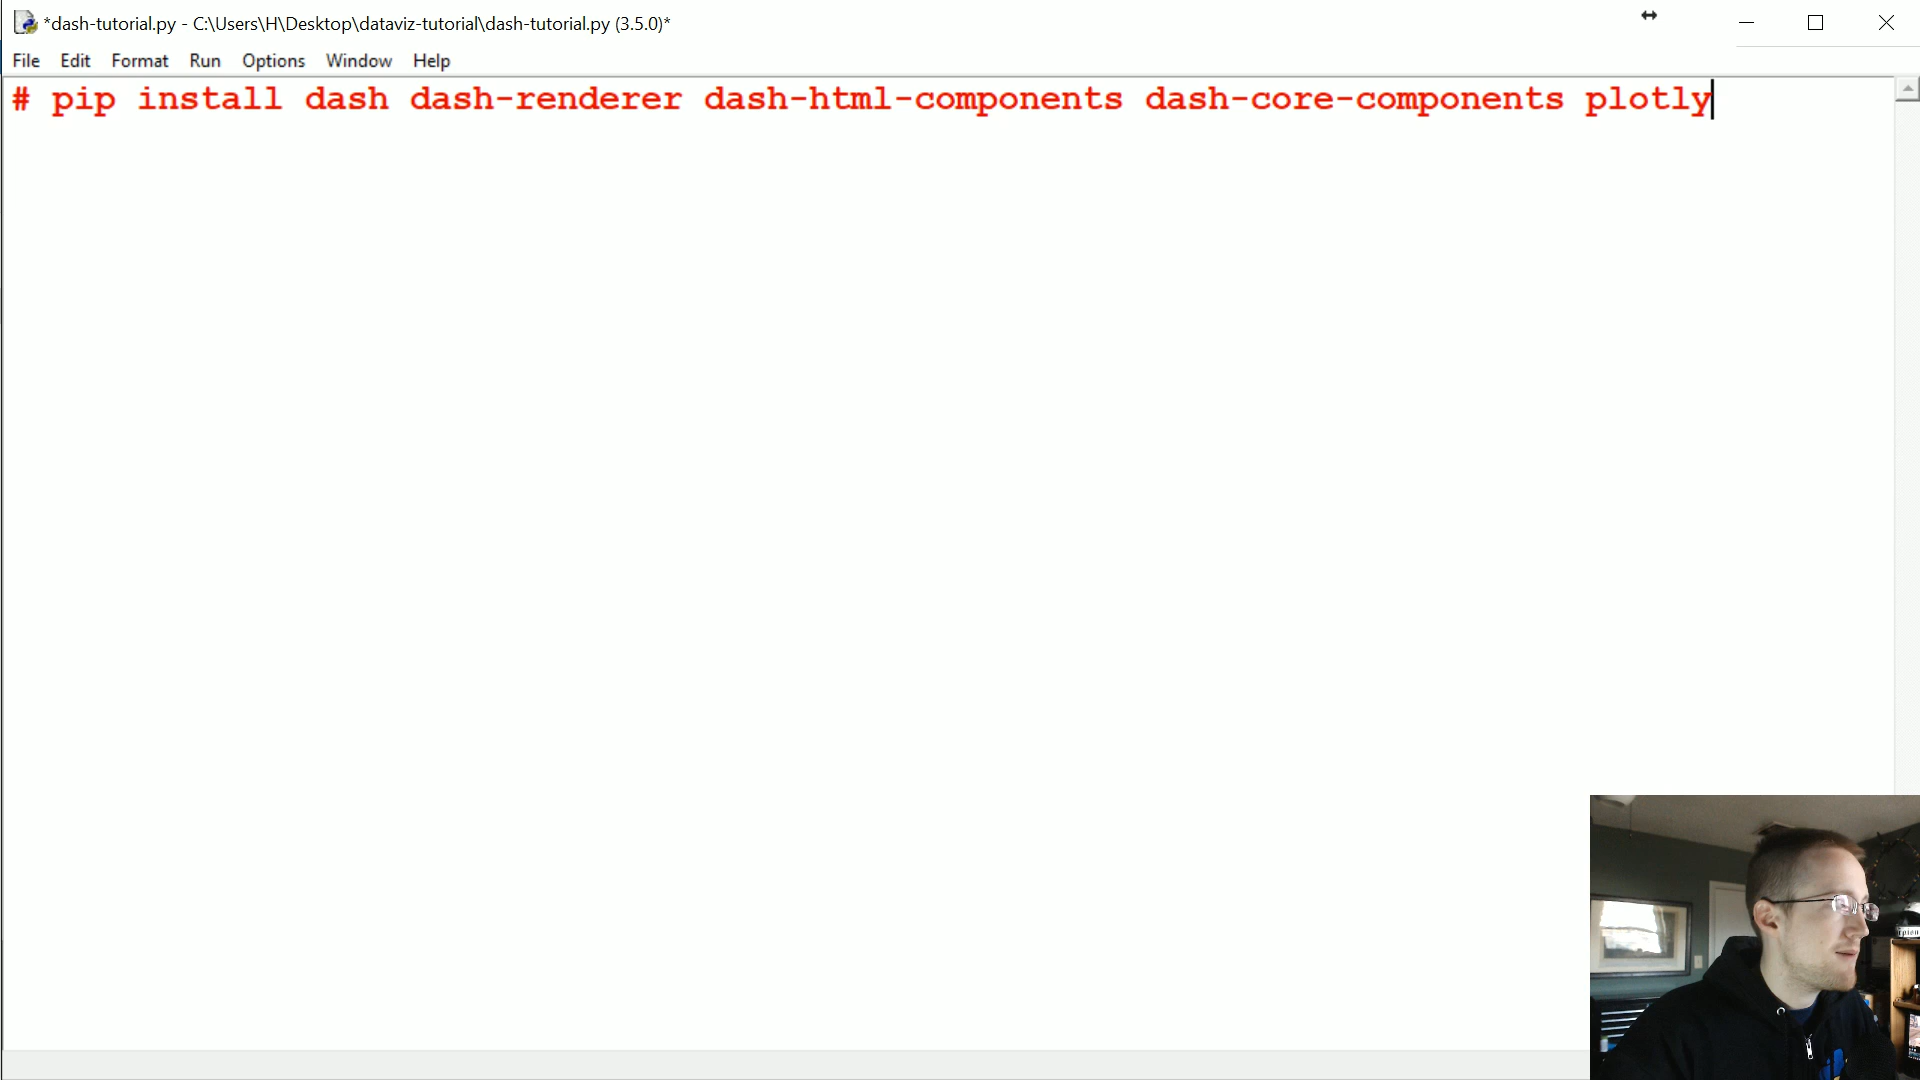 *dash-tutorial.py - C:\Users\H\Desktop\dataviz-tutorial\dash-tutorial.py (3.5.0)*
File Edit Format Run Options Window Help
# pip install dash dash-renderer dash-html-components dash-core-components plotly